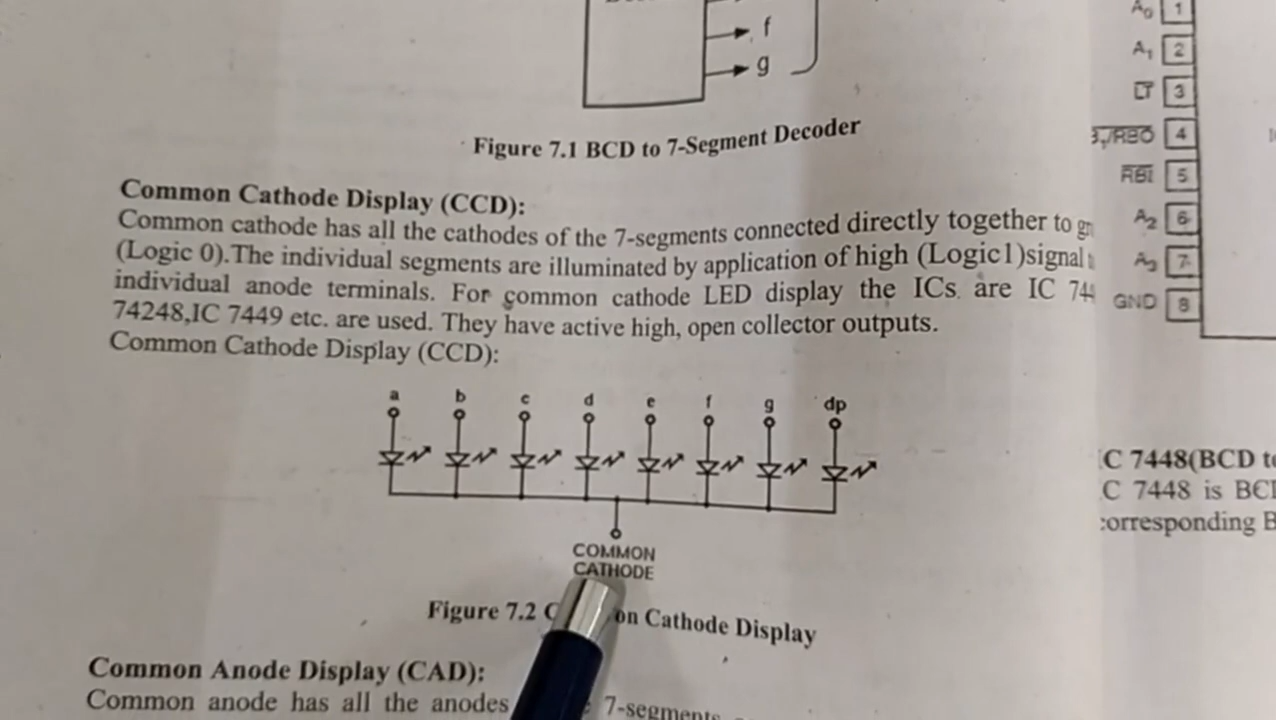 f
g
Figure 7.1 BCD to 7-Segment Decoder
Common Cathode Display (CCD):
Common cathode has all the cathodes of the 7-segments connected directly together to
(Logic 0).The individual segments are illuminated by application of high (Logic1)signal
individual anode terminals. For common cathode LED display the ICs are IC 74
74248,IC 7449 etc. are used. They have active high, open collector outputs.
Common Cathode Display (CCD):
a b c d e f g dp
COMMON
CATHODE
Figure 7.2 C on Cathode Display
Common Anode Display (CAD):
Common anode has all the anodes 7-segments
A0 1
A1 2
LT 3
/RBO 4
RBI 5
A2 6
A3 7
GND 8
C 7448(BCD
C 7448 is BCD
corresponding B